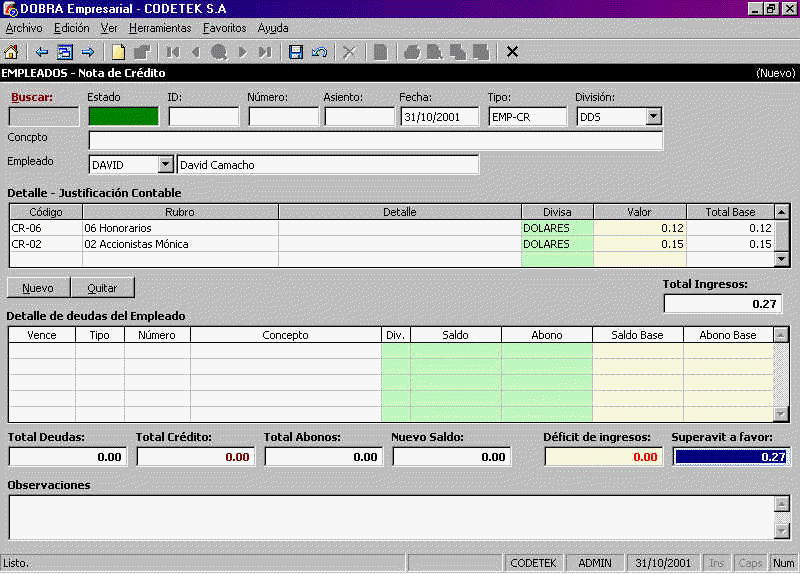 DOBRA Empresarial - CODETEK S.A
Archivo Edición Ver Herramientas Favoritos Ayuda
EMPLEADOS - Nota de Crédito (Nuevo)
Buscar: Estado ID: Número: Asiento: Fecha: Tipo: División:
31/10/2001 EMP-CR DDS
Concpto
Empleado DAVID David Camacho
Detalle - Justificación Contable
Código Rubro Detalle Divisa Valor Total Base
CR-06 06 Honorarios DOLARES 0.12 0.12
CR-02 02 Accionistas Mónica DOLARES 0.15 0.15
Nuevo Quitar Total Ingresos:
0.27
Detalle de deudas del Empleado
Vence Tipo Número Concepto Div. Saldo Abono Saldo Base Abono Base
Total Deudas: Total Crédito: Total Abonos: Nuevo Saldo: Déficit de ingresos: Superavit a favor:
0.00 0.00 0.00 0.00 0.00 0.27
Observaciones
Listo. CODETEK ADMIN 31/10/2001 Ins Caps Num